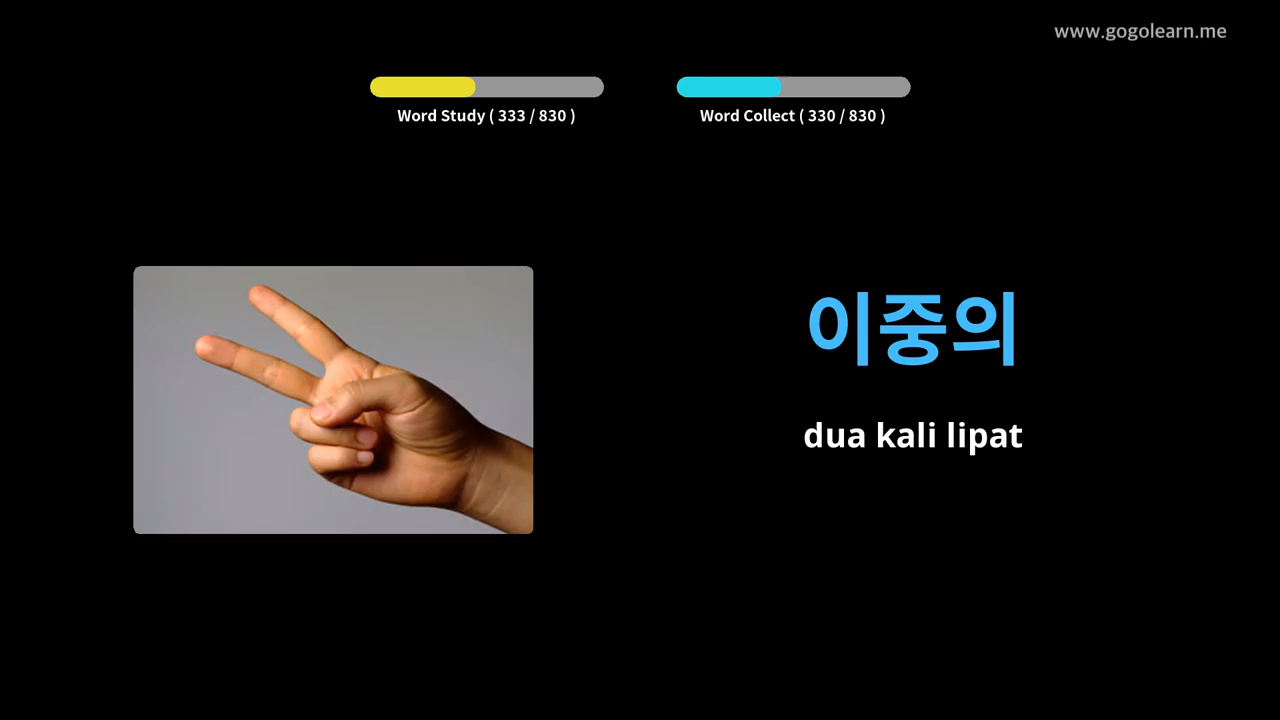 www.gogolearn.me
Word Study ( 333 / 830 )
Word Collect ( 330 / 830 )
이중의
dua kali lipat